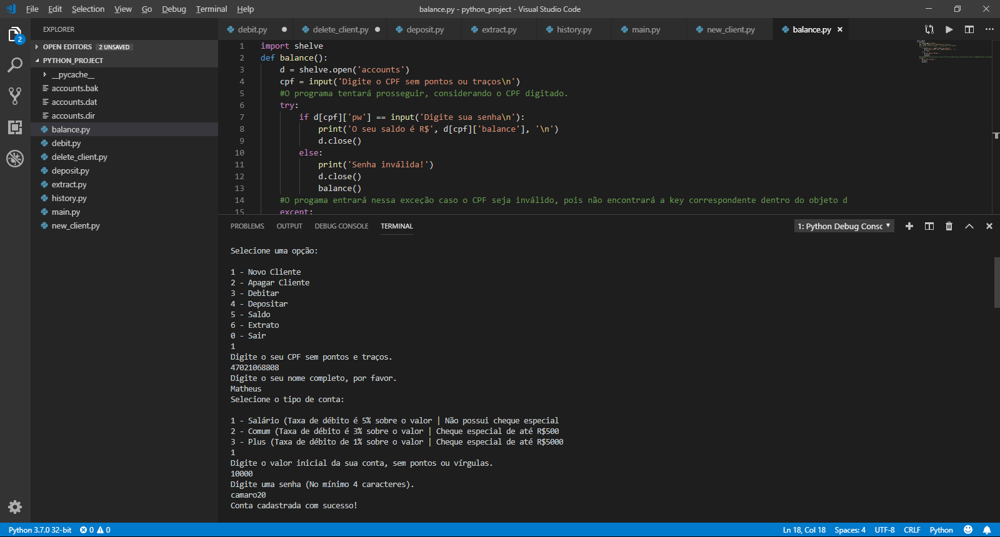 File Edit Selection View Go Debug Terminal Help balance.py - python_project - Visual Studio Code
2
EXPLORER
OPEN EDITORS 2 UNSAVED
PYTHON_PROJECT
__pycache__
accounts.bak
accounts.dat
accounts.dir
balance.py
debit.py
delete_client.py
deposit.py
extract.py
history.py
main.py
new_client.py
debit.py delete_client.py deposit.py extract.py history.py main.py new_client.py balance.py
1 import shelve
2 def balance():
3 d = shelve.open('accounts')
4 cpf = input('Digite o CPF sem pontos ou traços\n')
5 #O programa tentará prosseguir, considerando o CPF digitado.
6 try:
7 if d[cpf]['pw'] == input('Digite sua senha\n'):
8 print('O seu saldo é R$', d[cpf]['balance'], '\n')
9 d.close()
10 else:
11 print('Senha inválida!')
12 d.close()
13 balance()
14 #O progama entrará nessa exceção caso o CPF seja inválido, pois não encontrará a key correspondente dentro do objeto d
15 except:
PROBLEMS OUTPUT DEBUG CONSOLE TERMINAL 1: Python Debug Consc
Selecione uma opção:
1 - Novo Cliente
2 - Apagar Cliente
3 - Debitar
4 - Depositar
5 - Saldo
6 - Extrato
0 - Sair
1
Digite o seu CPF sem pontos e traços.
47021068808
Digite o seu nome completo, por favor.
Matheus
Selecione o tipo de conta:
1 - Salário (Taxa de débito é 5% sobre o valor | Não possui cheque especial
2 - Comum (Taxa de débito é 3% sobre o valor | Cheque especial de até R$500
3 - Plus (Taxa de débito de 1% sobre o valor | Cheque especial de até R$5000
1
Digite o valor inicial da sua conta, sem pontos ou vírgulas.
10000
Digite uma senha (No mínimo 4 caracteres).
camaro20
Conta cadastrada com sucesso!
Python 3.7.0 32-bit 0 0 Ln 18, Col 18 Spaces: 4 UTF-8 CRLF Python